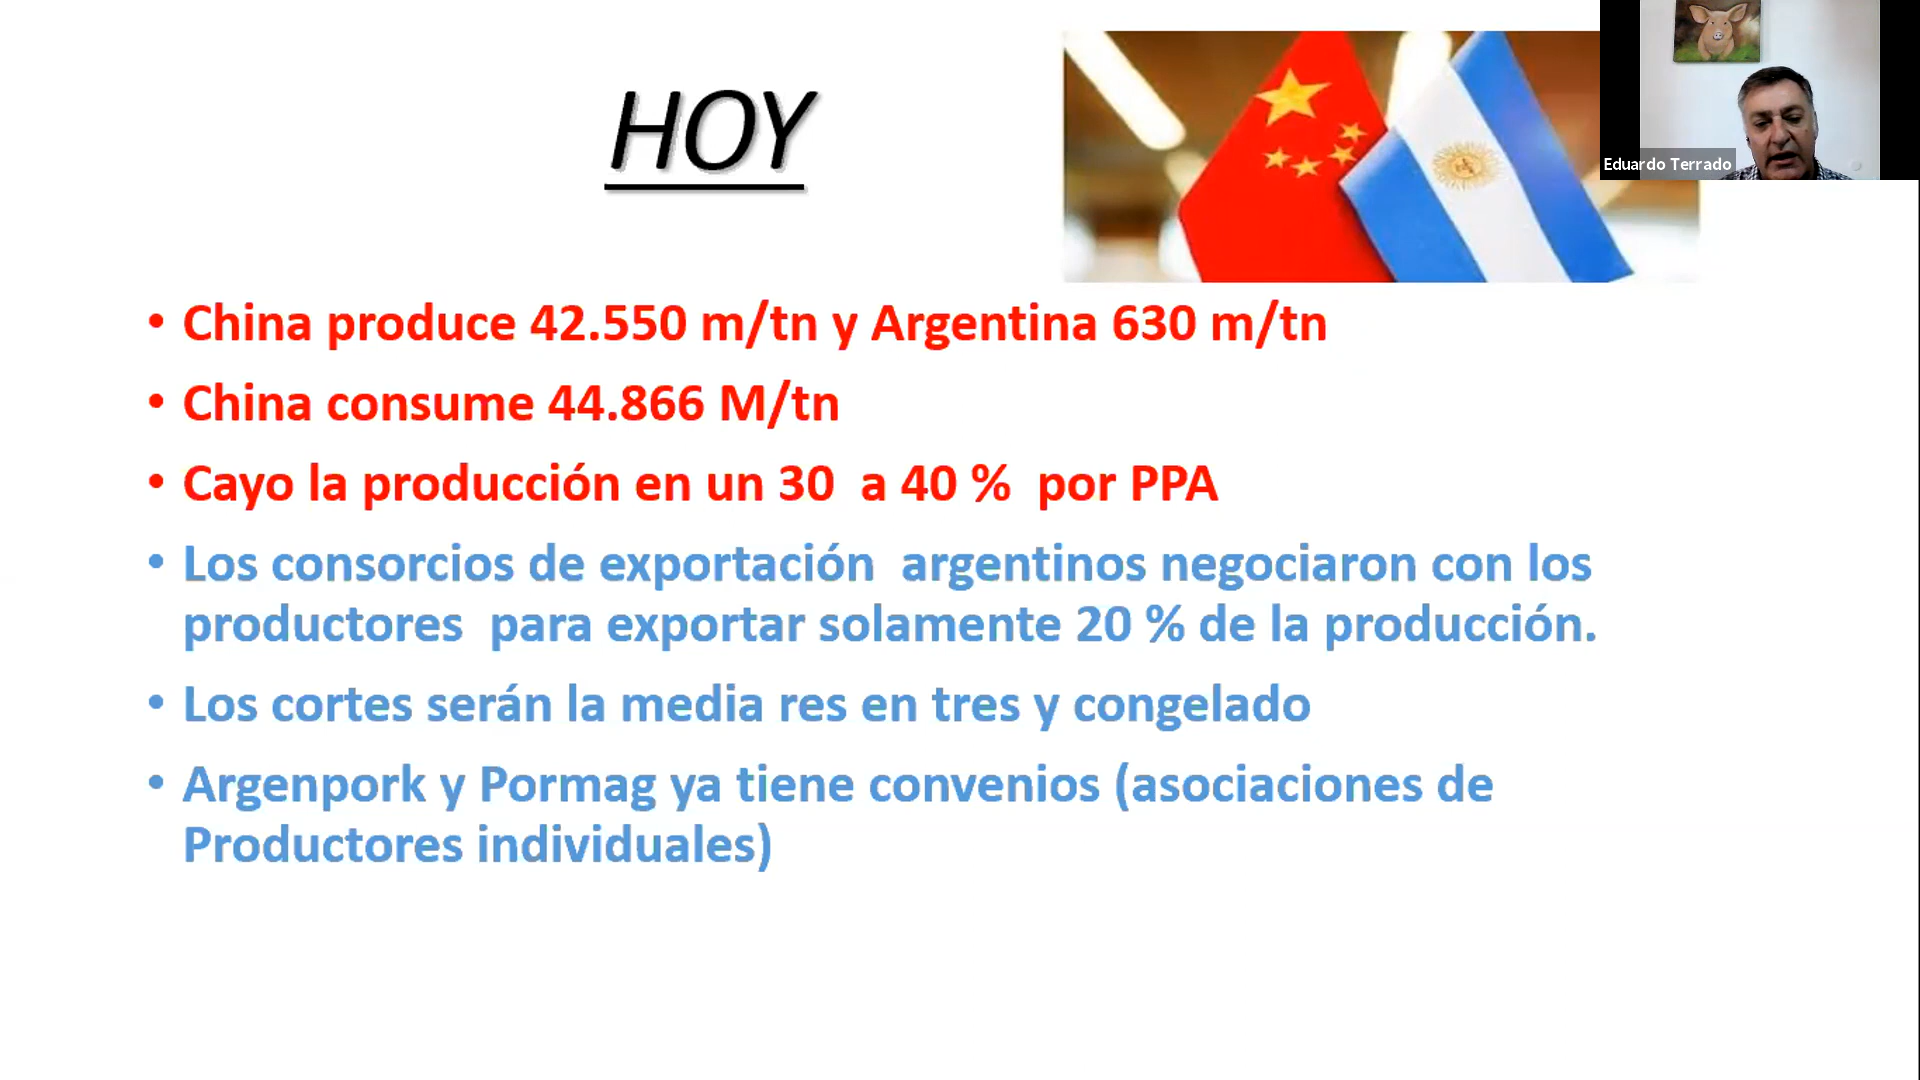 HOY
Eduardo Terrado
• China produce 42.550 m/tn y Argentina 630 m/tn
• China consume 44.866 M/tn
• Cayo la producción en un 30  a 40 %  por PPA
• Los consorcios de exportación  argentinos negociaron con los
productores  para exportar solamente 20 % de la producción.
• Los cortes serán la media res en tres y congelado
• Argenpork y Pormag ya tiene convenios (asociaciones de
Productores individuales)